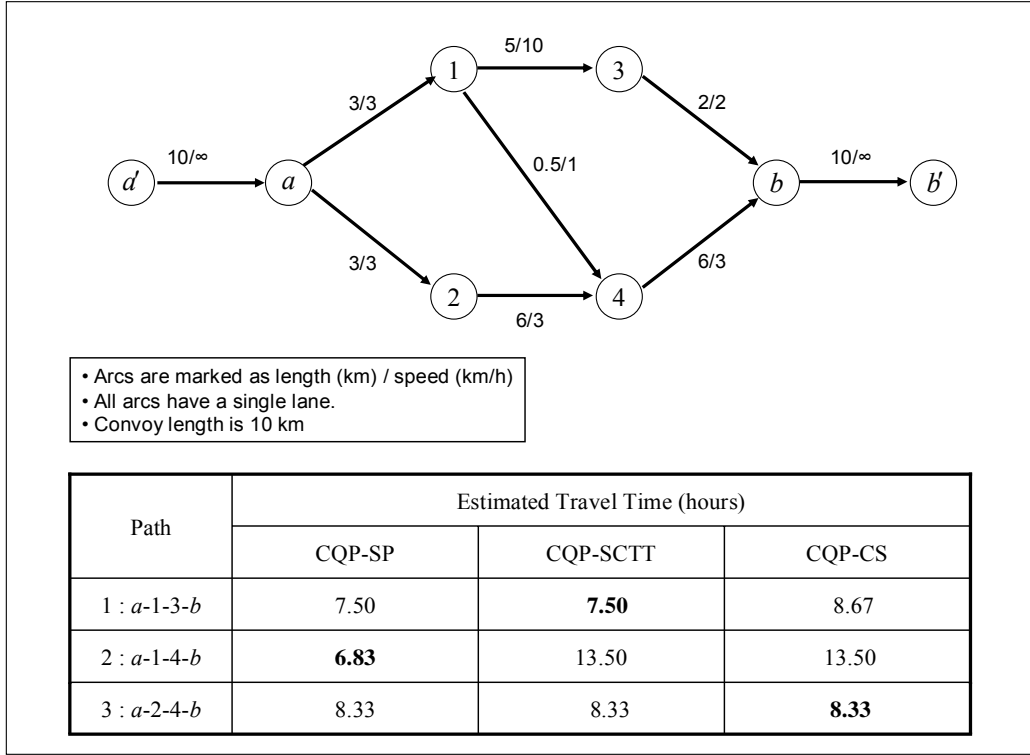 5/10
1
3
3/3
2/2
10/∞
0.5/1
10/∞
a′
a
b
b′
3/3
6/3
2
4
6/3
• Arcs are marked as length (km) / speed (km/h)
• All arcs have a single lane.
• Convoy length is 10 km
Path
Estimated Travel Time (hours)
CQP-SP
CQP-SCTT
CQP-CS
1 : a-1-3-b
7.50
7.50
8.67
2 : a-1-4-b
6.83
13.50
13.50
3 : a-2-4-b
8.33
8.33
8.33